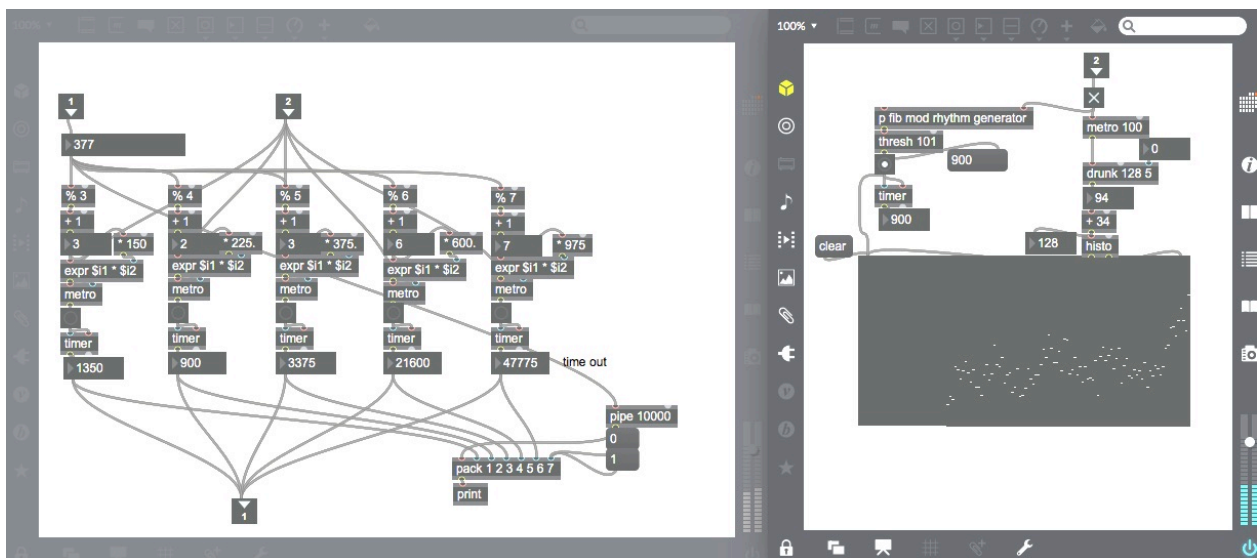 100%
1
2
377
% 3
% 4
% 5
% 6
% 7
+ 1
+ 1
+ 1
+ 1
+ 1
3
* 150
2
* 225.
3
* 375.
6
* 600.
7
* 975
expr $i1 * $i2
expr $i1 * $i2
expr $i1 * $i2
expr $i1 * $i2
expr $i1 * $i2
metro
metro
metro
metro
metro
timer
timer
timer
timer
timer
1350
900
3375
21600
47775
time out
pipe 10000
0
1
pack 1 2 3 4 5 6 7
print
1
100%
2
p fib mod rhythm generator
metro 100
thresh 101
0
900
drunk 128 5
timer
94
900
+ 34
clear
128
histo